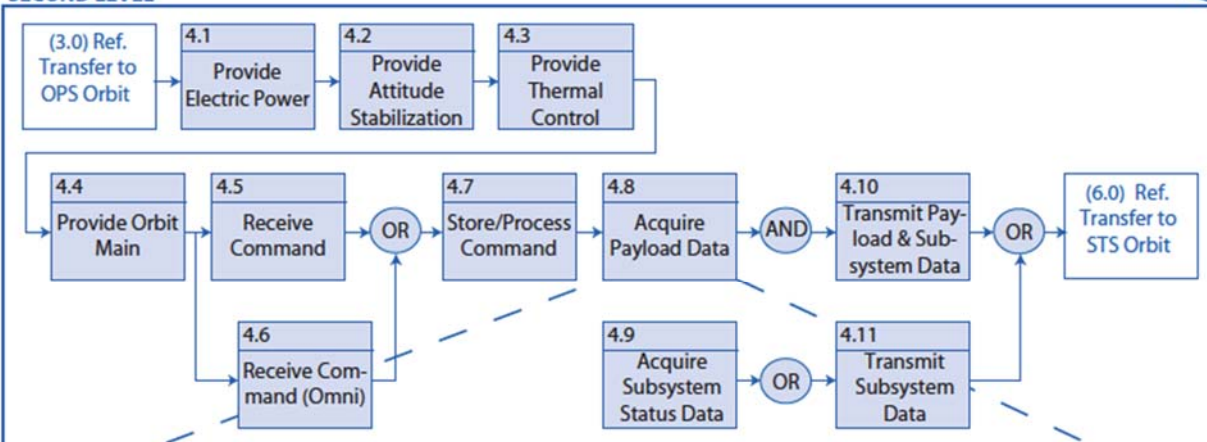 SECOND LEVEL
(3.0) Ref.
Transfer to
OPS Orbit
4.1
Provide
Electric Power
4.2
Provide
Attitude
Stabilization
4.3
Provide
Thermal
Control
4.4
Provide Orbit
Main
4.5
Receive
Command
OR
4.7
Store/Process
Command
4.8
Acquire
Payload Data
AND
4.10
Transmit Pay-
load & Sub-
system Data
OR
(6.0) Ref.
Transfer to
STS Orbit
4.6
Receive Com-
mand (Omni)
4.9
Acquire
Subsystem
Status Data
OR
4.11
Transmit
Subsystem
Data